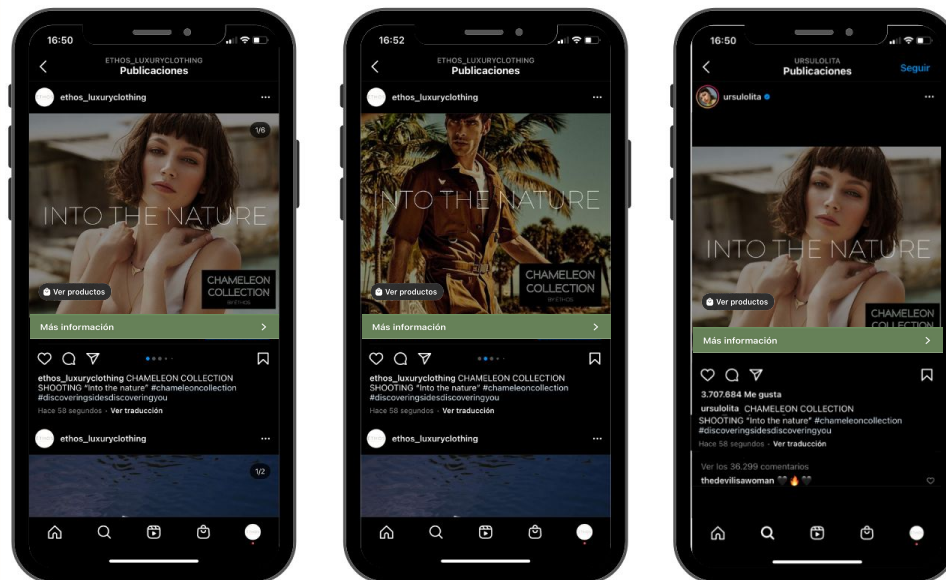 16:50
ETHOS_LUXURYCLOTHING
Publicaciones
ethos_luxuryclothing
1/6
INTO THE NATURE
CHAMELEON
COLLECTION
BY ETHOS
Ver productos
Más información
ethos_luxuryclothing CHAMELEON COLLECTION
SHOOTING “Into the nature” #chameleoncollection
#discoveringsidesdiscoveringyou
Hace 58 segundos · Ver traducción
ethos_luxuryclothing
1/2
16:52
ETHOS_LUXURYCLOTHING
Publicaciones
ethos_luxuryclothing
INTO THE NATURE
CHAMELEON
COLLECTION
BY ETHOS
Ver productos
Más información
ethos_luxuryclothing CHAMELEON COLLECTION
SHOOTING “Into the nature” #chameleoncollection
#discoveringsidesdiscoveringyou
Hace 58 segundos · Ver traducción
ethos_luxuryclothing
16:50
URSULOLITA
Publicaciones
Seguir
ursulolita
INTO THE NATURE
CHAMELEON
COLLECTION
Ver productos
Más información
3.707.684 Me gusta
ursulolita CHAMELEON COLLECTION
SHOOTING “Into the nature” #chameleoncollection
#discoveringsidesdiscoveringyou
Hace 58 segundos · Ver traducción
Ver los 36.299 comentarios
thedevilisawoman 🖤🔥🖤